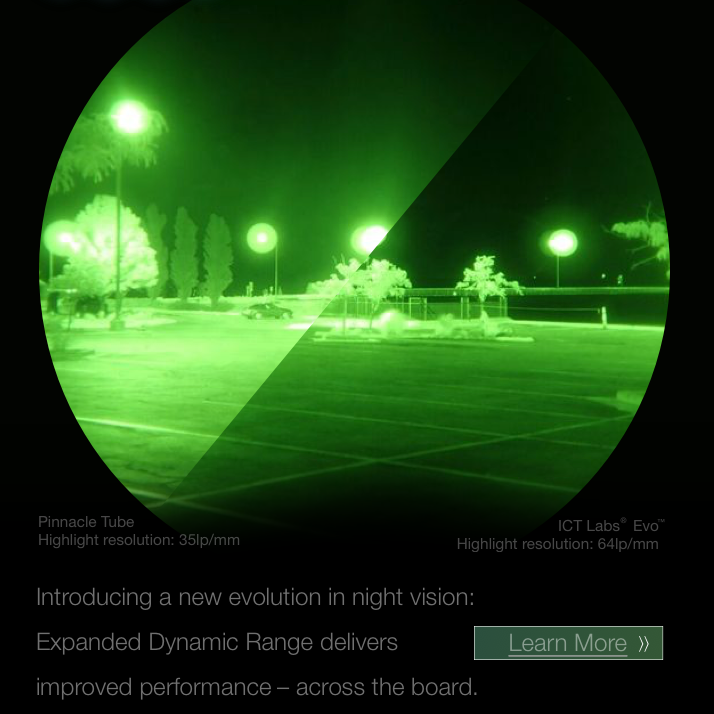 Pinnacle Tube
Highlight resolution: 35lp/mm
ICT Labs® Evo™
Highlight resolution: 64lp/mm
Introducing a new evolution in night vision:
Expanded Dynamic Range delivers
improved performance – across the board.
Learn More »